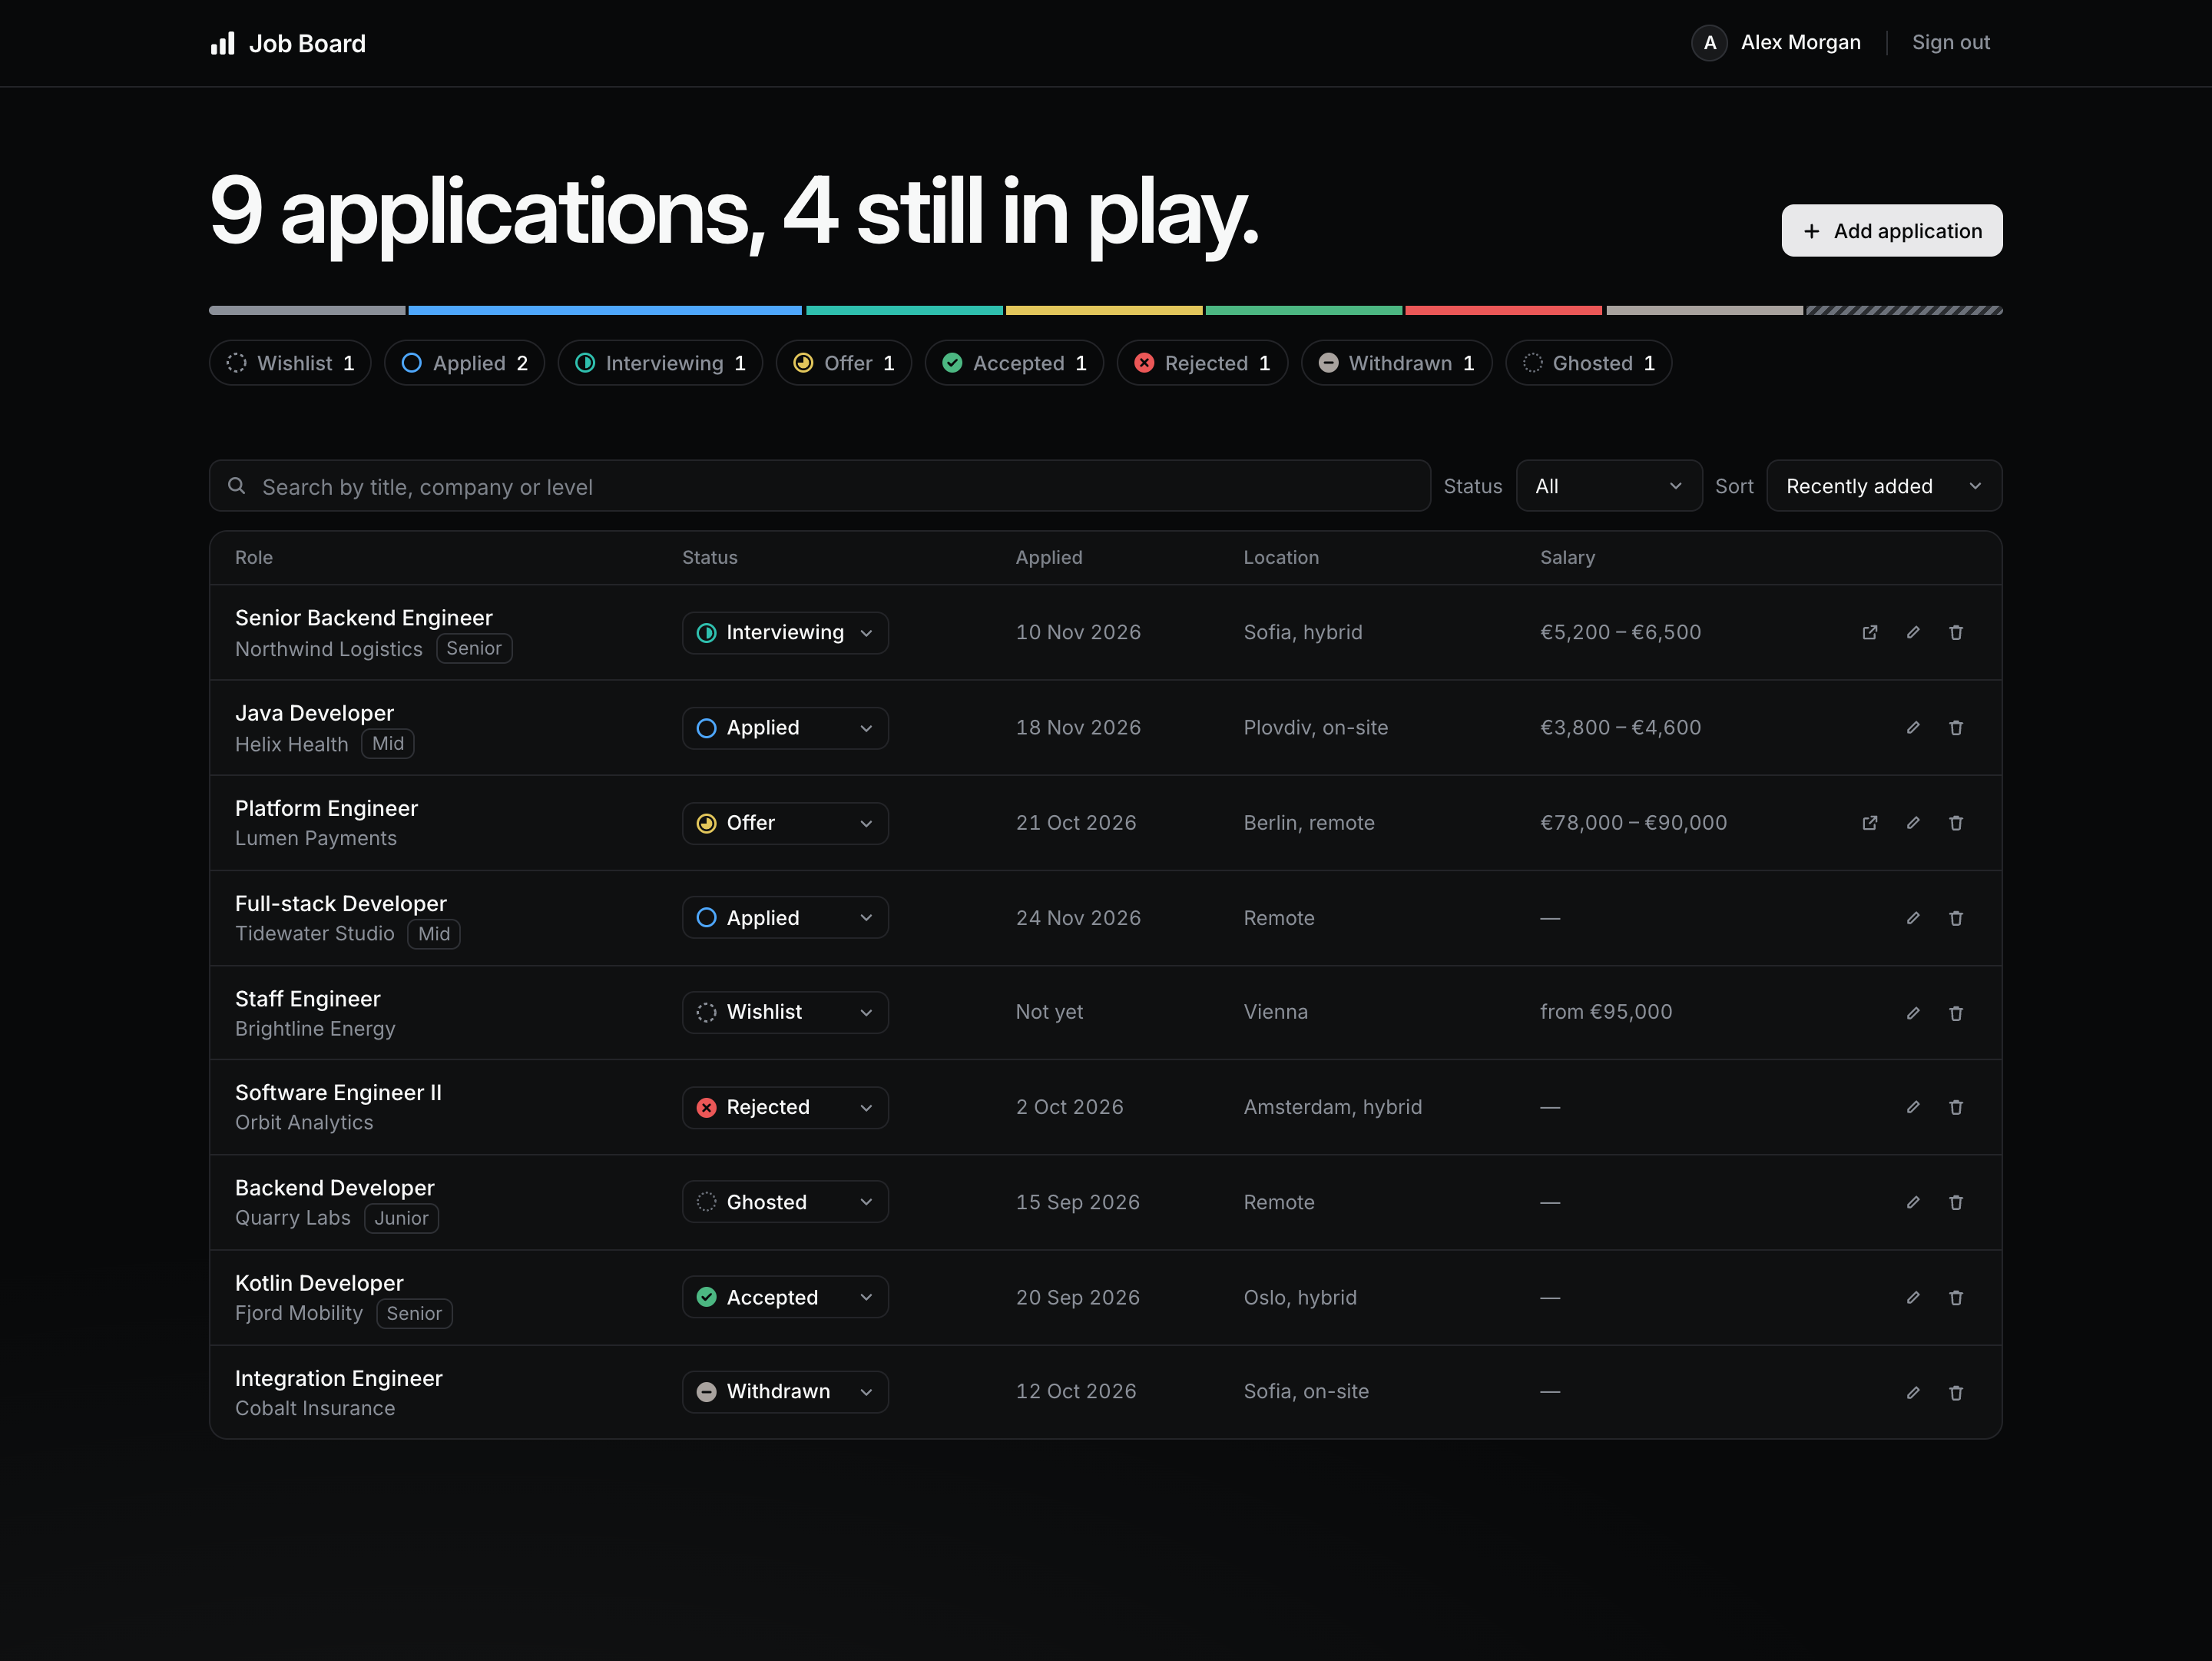 Job Board
A Alex Morgan Sign out
9 applications, 4 still in play.
+ Add application
Wishlist 1 Applied 2 Interviewing 1 Offer 1 Accepted 1 Rejected 1 Withdrawn 1 Ghosted 1
Search by title, company or level Status All Sort Recently added
Role Status Applied Location Salary
Senior Backend Engineer
Northwind Logistics Senior Interviewing 10 Nov 2026 Sofia, hybrid €5,200 – €6,500
Java Developer
Helix Health Mid Applied 18 Nov 2026 Plovdiv, on-site €3,800 – €4,600
Platform Engineer
Lumen Payments Offer 21 Oct 2026 Berlin, remote €78,000 – €90,000
Full-stack Developer
Tidewater Studio Mid Applied 24 Nov 2026 Remote —
Staff Engineer
Brightline Energy Wishlist Not yet Vienna from €95,000
Software Engineer II
Orbit Analytics Rejected 2 Oct 2026 Amsterdam, hybrid —
Backend Developer
Quarry Labs Junior Ghosted 15 Sep 2026 Remote —
Kotlin Developer
Fjord Mobility Senior Accepted 20 Sep 2026 Oslo, hybrid —
Integration Engineer
Cobalt Insurance Withdrawn 12 Oct 2026 Sofia, on-site —